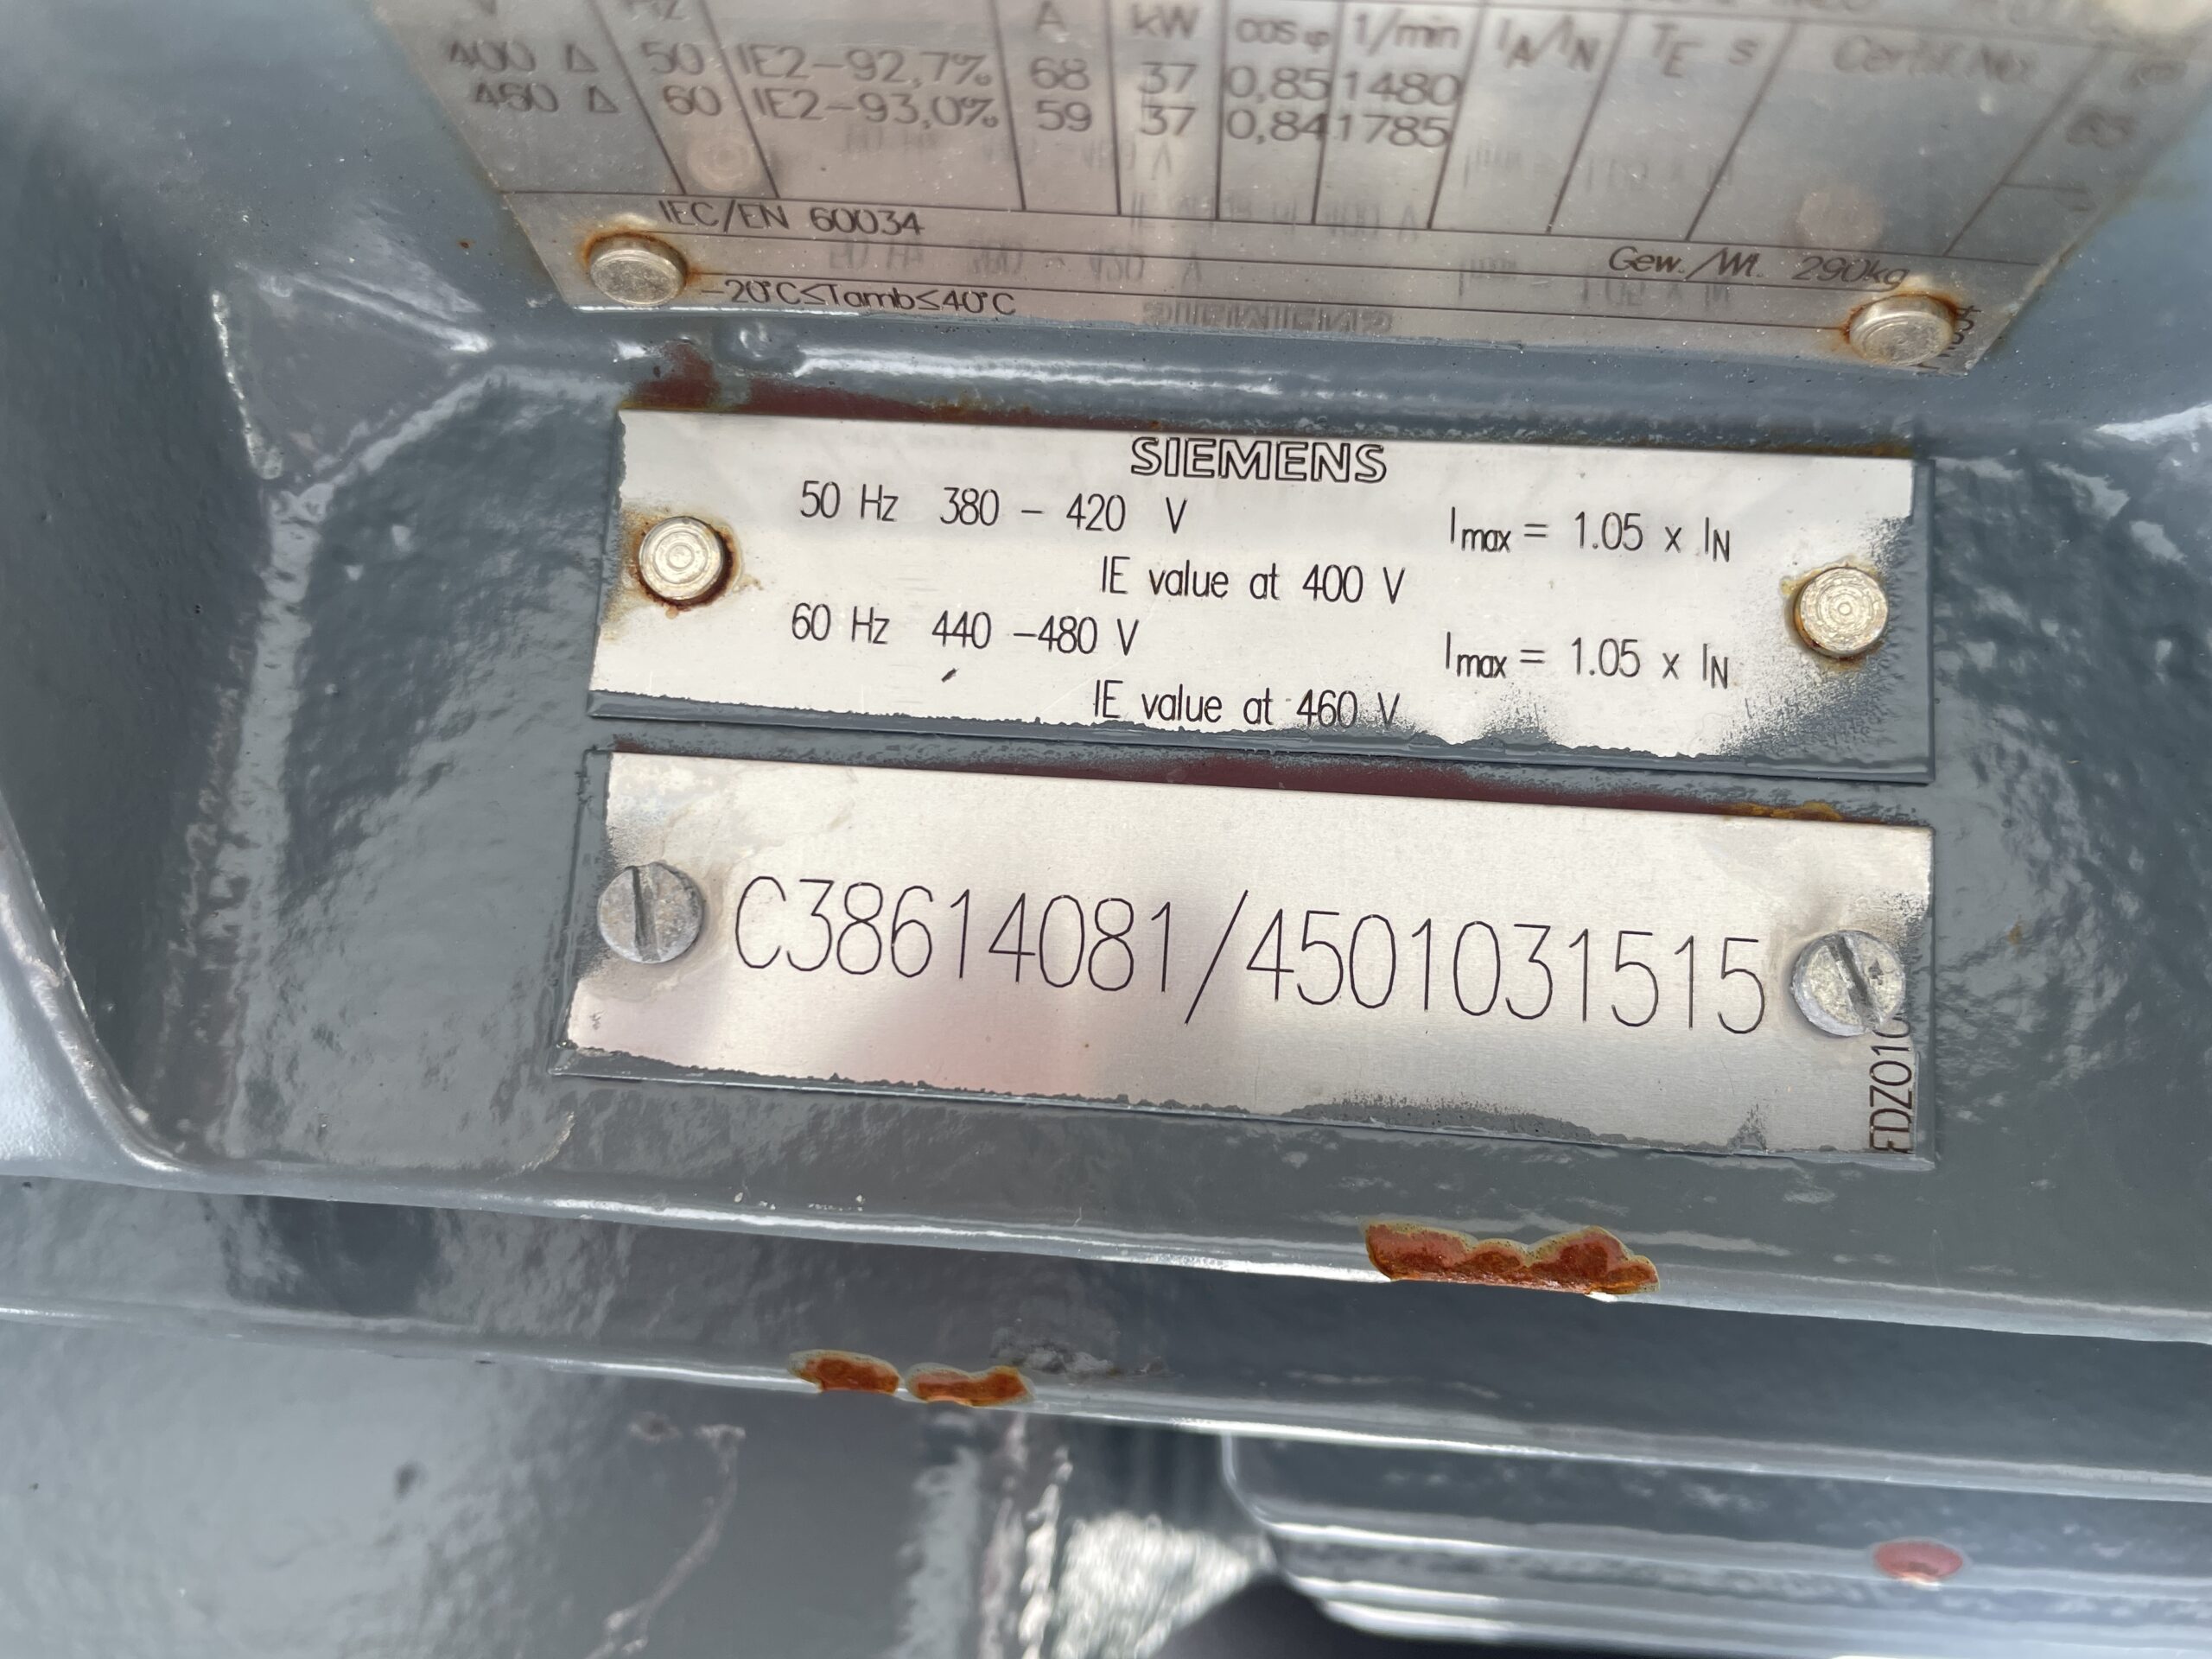 V Hz A kW cos φ 1/min IA/IN TE s Certif. No.
400 Δ 50 IE2-92,7% 68 37 0,85 1480
460 Δ 60 IE2-93,0% 59 37 0,84 1785
IEC/EN 60034
Gew./Wt. 290kg
-20°C≤Tamb≤40°C
SIEMENS
50 Hz 380 - 420 V Imax = 1.05 x IN
IE value at 400 V
60 Hz 440 -480 V Imax = 1.05 x IN
IE value at 460 V
C38614081/4501031515